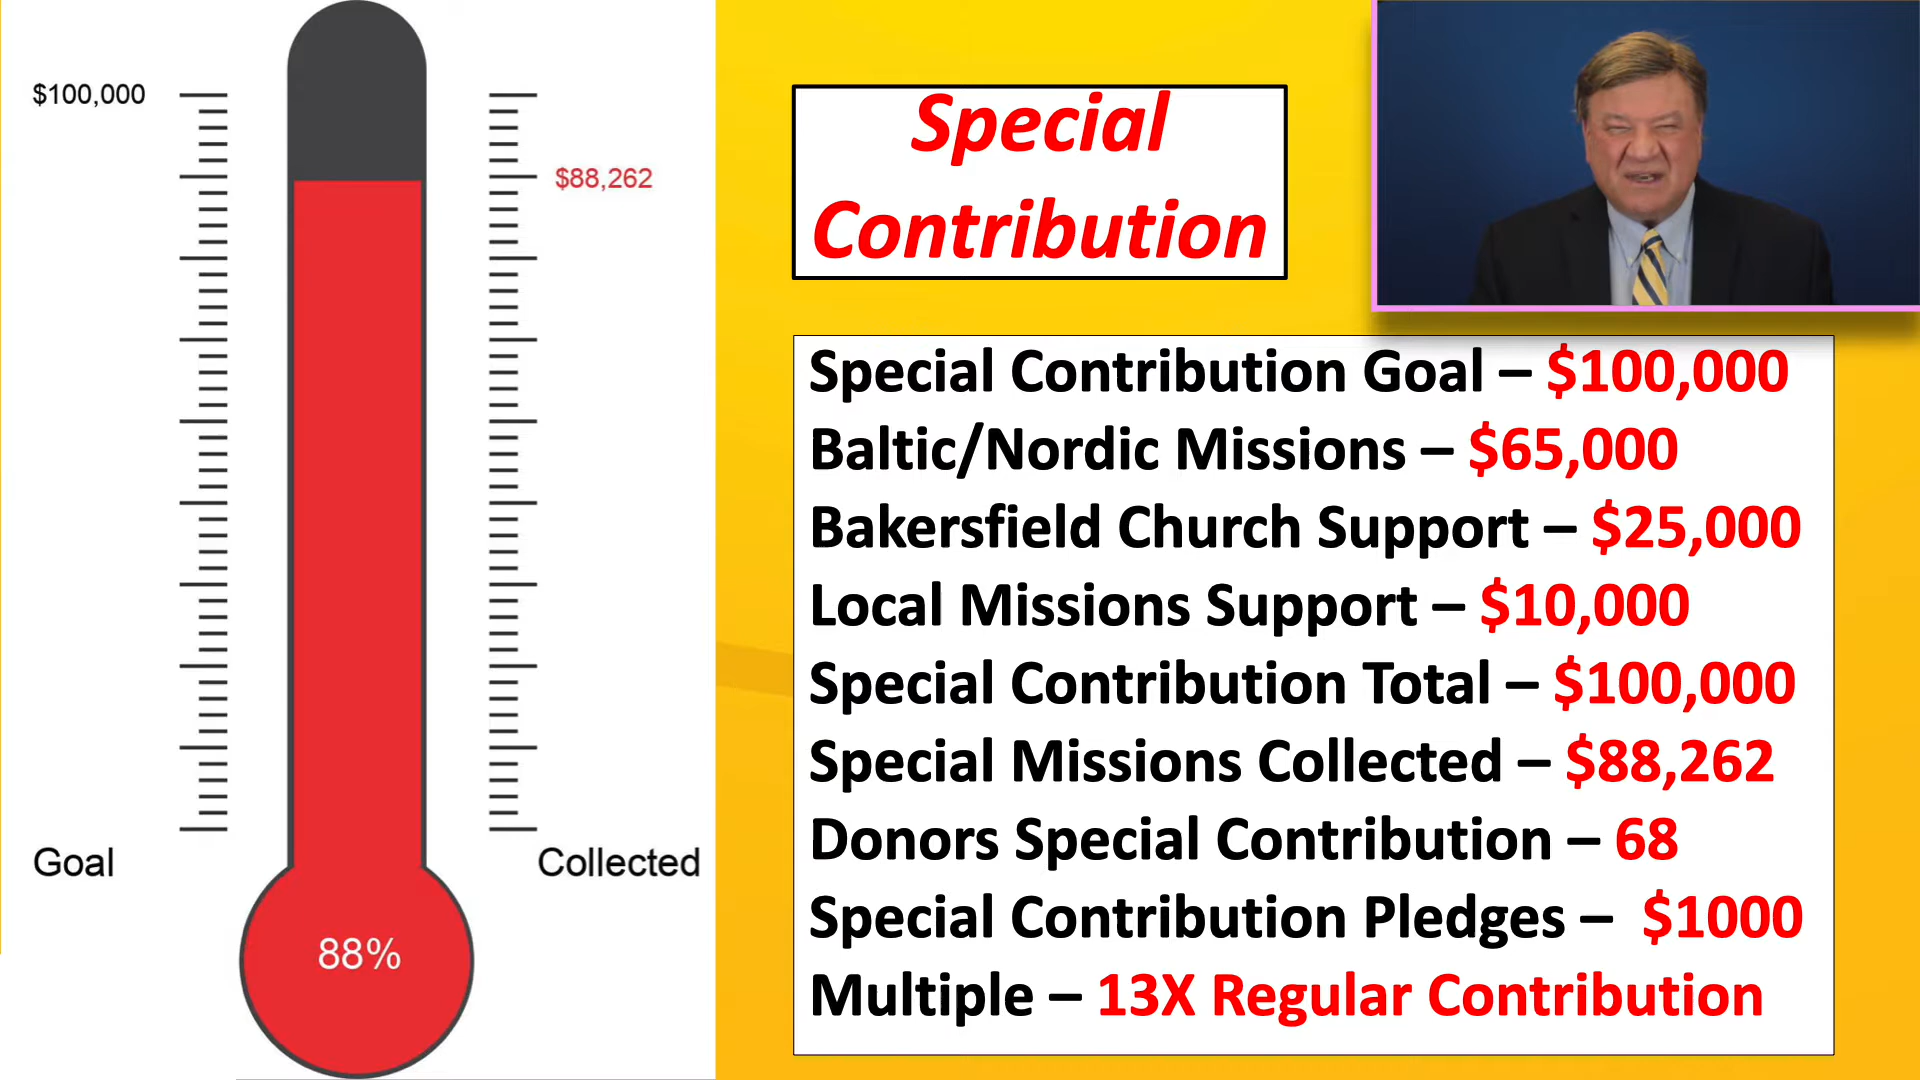 $100,000
$88,262
Goal
Collected
88%
Special
Contribution
Special Contribution Goal – $100,000
Baltic/Nordic Missions – $65,000
Bakersfield Church Support – $25,000
Local Missions Support – $10,000
Special Contribution Total – $100,000
Special Missions Collected – $88,262
Donors Special Contribution – 68
Special Contribution Pledges – $1000
Multiple – 13X Regular Contribution